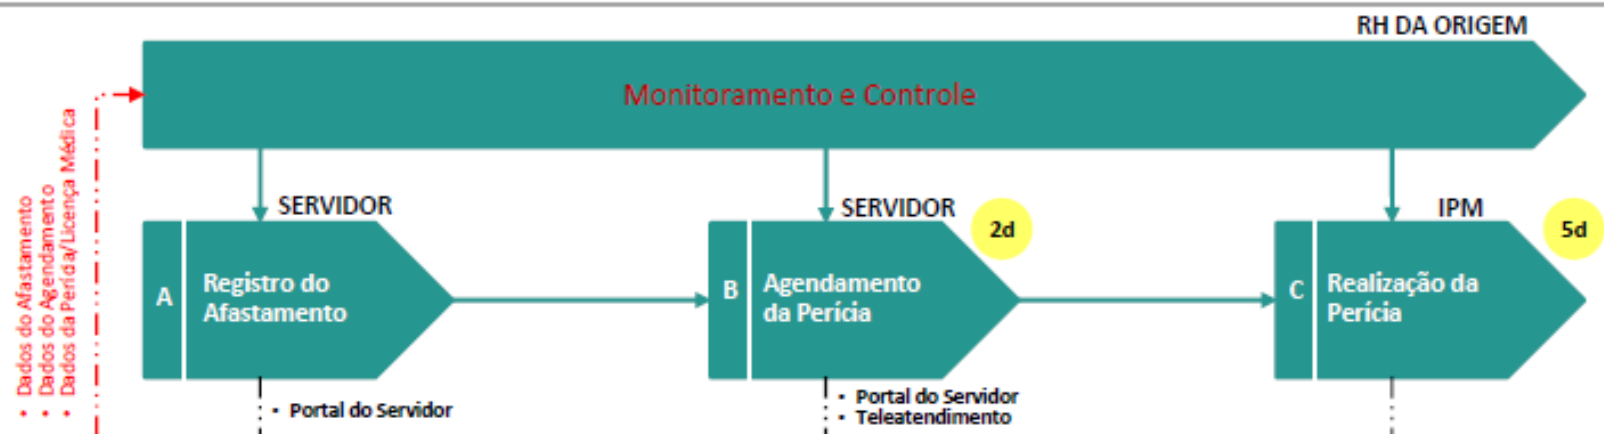 RH DA ORIGEM
Monitoramento e Controle
• Dados do Afastamento
• Dados do Agendamento
• Dados da Perícia/Licença Médica
SERVIDOR
A
Registro do
Afastamento
• Portal do Servidor
SERVIDOR
2d
B
Agendamento
da Perícia
• Portal do Servidor
• Teleatendimento
IPM
5d
C
Realização da
Perícia